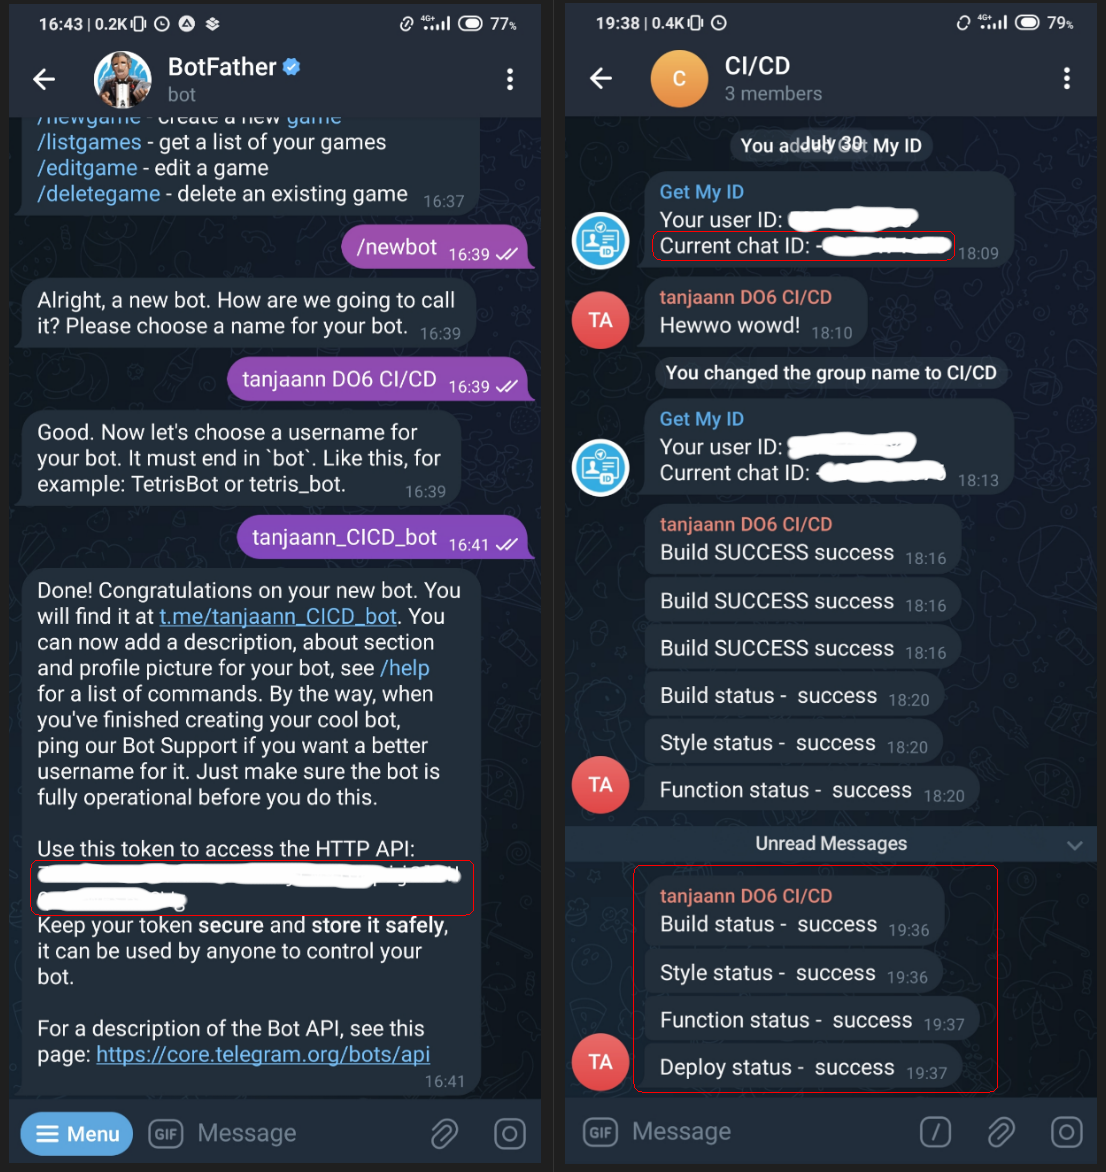 16:43 | 0.2K
4G+
77%
BotFather
bot
/newgame - create a new game
/listgames - get a list of your games
/editgame - edit a game
/deletegame - delete an existing game 16:37
/newbot 16:39
Alright, a new bot. How are we going to call
it? Please choose a name for your bot. 16:39
tanjaann DO6 CI/CD 16:39
Good. Now let's choose a username for
your bot. It must end in `bot`. Like this, for
example: TetrisBot or tetris_bot. 16:39
tanjaann_CICD_bot 16:41
Done! Congratulations on your new bot. You
will find it at t.me/tanjaann_CICD_bot. You
can now add a description, about section
and profile picture for your bot, see /help
for a list of commands. By the way, when
you've finished creating your cool bot,
ping our Bot Support if you want a better
username for it. Just make sure the bot is
fully operational before you do this.
Use this token to access the HTTP API:
Keep your token secure and store it safely,
it can be used by anyone to control your
bot.
For a description of the Bot API, see this
page: https://core.telegram.org/bots/api
16:41
Menu
GIF
Message
19:38 | 0.4K
4G+
79%
C
CI/CD
3 members
July 30
You added Get My ID
Get My ID
Your user ID:
Current chat ID: -
18:09
ID
tanjaann DO6 CI/CD
Hewwo wowd! 18:10
TA
You changed the group name to CI/CD
Get My ID
Your user ID:
Current chat ID: -
18:13
ID
tanjaann DO6 CI/CD
Build SUCCESS success 18:16
Build SUCCESS success 18:16
Build SUCCESS success 18:16
Build status - success 18:20
Style status - success 18:20
Function status - success 18:20
TA
Unread Messages
tanjaann DO6 CI/CD
Build status - success 19:36
Style status - success 19:36
Function status - success 19:37
Deploy status - success 19:37
TA
GIF
Message
/